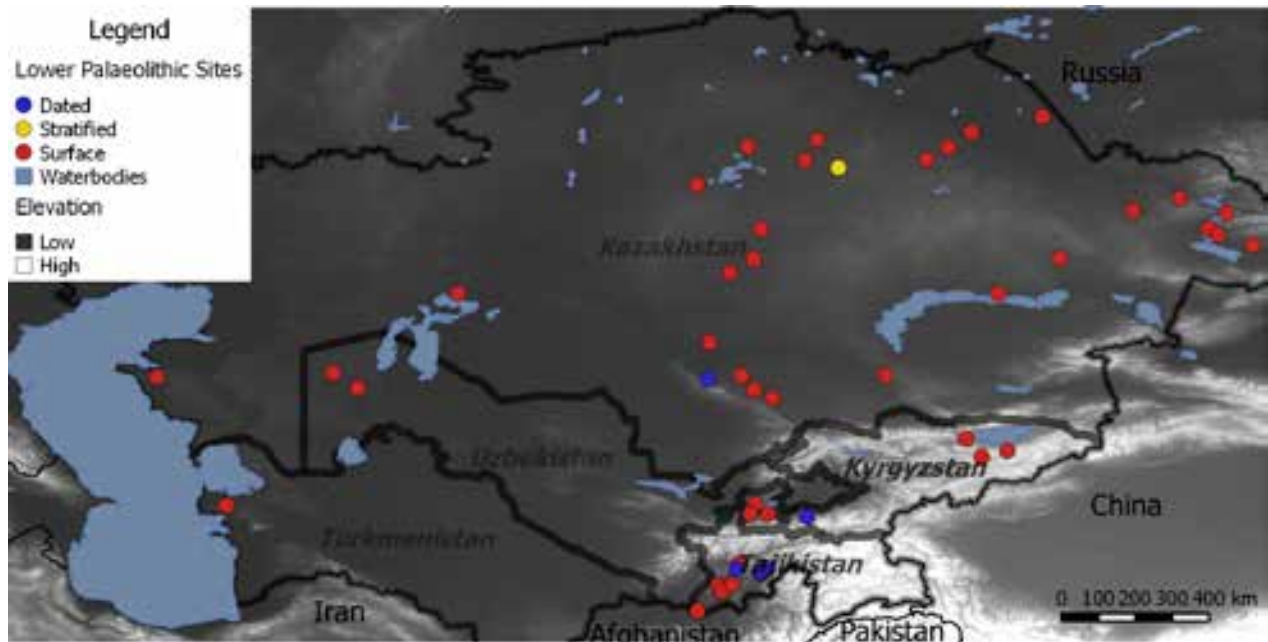 Legend
Lower Palaeolithic Sites
Dated
Stratified
Surface
Waterbodies
Elevation
Low
High
Russia
Kazakhstan
Uzbekistan
Kyrgyzstan
China
Turkmenistan
Tajikistan
Iran
Afghanistan
Pakistan
0 100 200 300 400 km